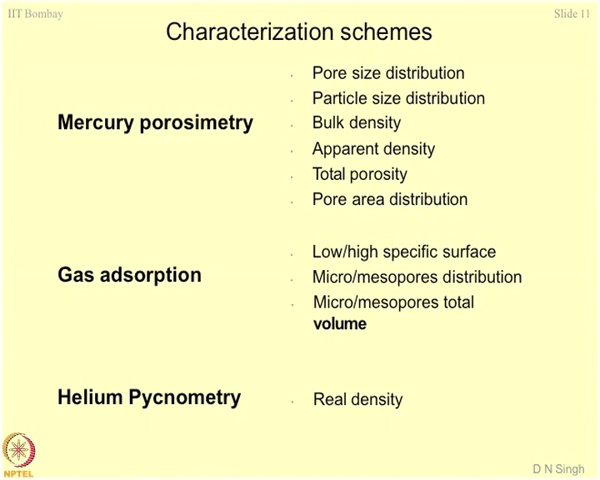 IIT Bombay
Slide 11
Characterization schemes
Mercury porosimetry
Pore size distribution
Particle size distribution
Bulk density
Apparent density
Total porosity
Pore area distribution
Gas adsorption
Low/high specific surface
Micro/mesopores distribution
Micro/mesopores total
volume
Helium Pycnometry
Real density
NPTEL
D N Singh